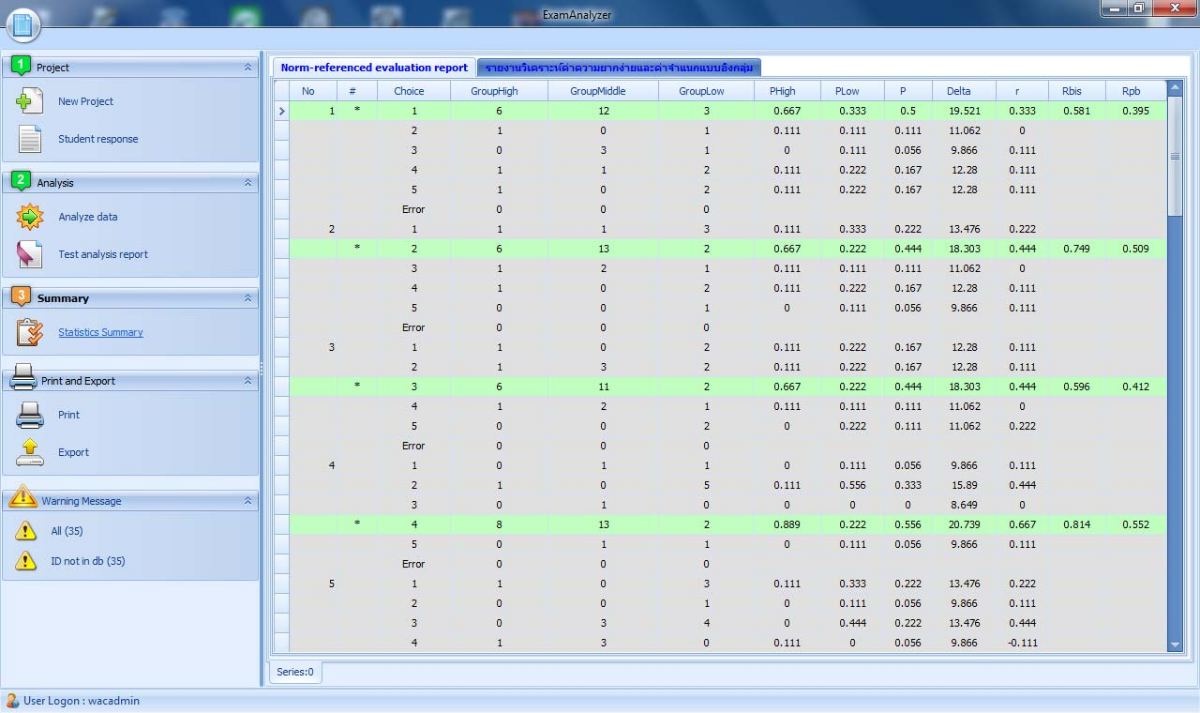 ExamAnalyzer
1 Project
New Project
Student response
2 Analysis
Analyze data
Test analysis report
3 Summary
Statistics Summary
Print and Export
Print
Export
Warning Message
All (35)
ID not in db (35)
Norm-referenced evaluation report รายงานวิเคราะห์ค่าความยากง่ายและค่าจำแนกแบบอิงกลุ่ม
No # Choice GroupHigh GroupMiddle GroupLow PHigh PLow P Delta r Rbis Rpb
1 * 1 6 12 3 0.667 0.333 0.5 19.521 0.333 0.581 0.395
2 1 0 1 0.111 0.111 0.111 11.062 0
3 0 3 1 0 0.111 0.056 9.866 0.111
4 1 1 2 0.111 0.222 0.167 12.28 0.111
5 1 0 2 0.111 0.222 0.167 12.28 0.111
Error 0 0 0
2 1 1 1 3 0.111 0.333 0.222 13.476 0.222
* 2 6 13 2 0.667 0.222 0.444 18.303 0.444 0.749 0.509
3 1 2 1 0.111 0.111 0.111 11.062 0
4 1 0 2 0.111 0.222 0.167 12.28 0.111
5 0 0 1 0 0.111 0.056 9.866 0.111
Error 0 0 0
3 1 1 0 2 0.111 0.222 0.167 12.28 0.111
2 1 3 2 0.111 0.222 0.167 12.28 0.111
* 3 6 11 2 0.667 0.222 0.444 18.303 0.444 0.596 0.412
4 1 2 1 0.111 0.111 0.111 11.062 0
5 0 0 2 0 0.222 0.111 11.062 0.222
Error 0 0 0
4 1 0 1 1 0 0.111 0.056 9.866 0.111
2 1 0 5 0.111 0.556 0.333 15.89 0.444
3 0 1 0 0 0 0 8.649 0
* 4 8 13 2 0.889 0.222 0.556 20.739 0.667 0.814 0.552
5 0 1 1 0 0.111 0.056 9.866 0.111
Error 0 0 0
5 1 1 0 3 0.111 0.333 0.222 13.476 0.222
2 0 0 1 0 0.111 0.056 9.866 0.111
3 0 3 4 0 0.444 0.222 13.476 0.444
4 1 3 0 0.111 0 0.056 9.866 -0.111
Series:0
User Logon : wacadmin